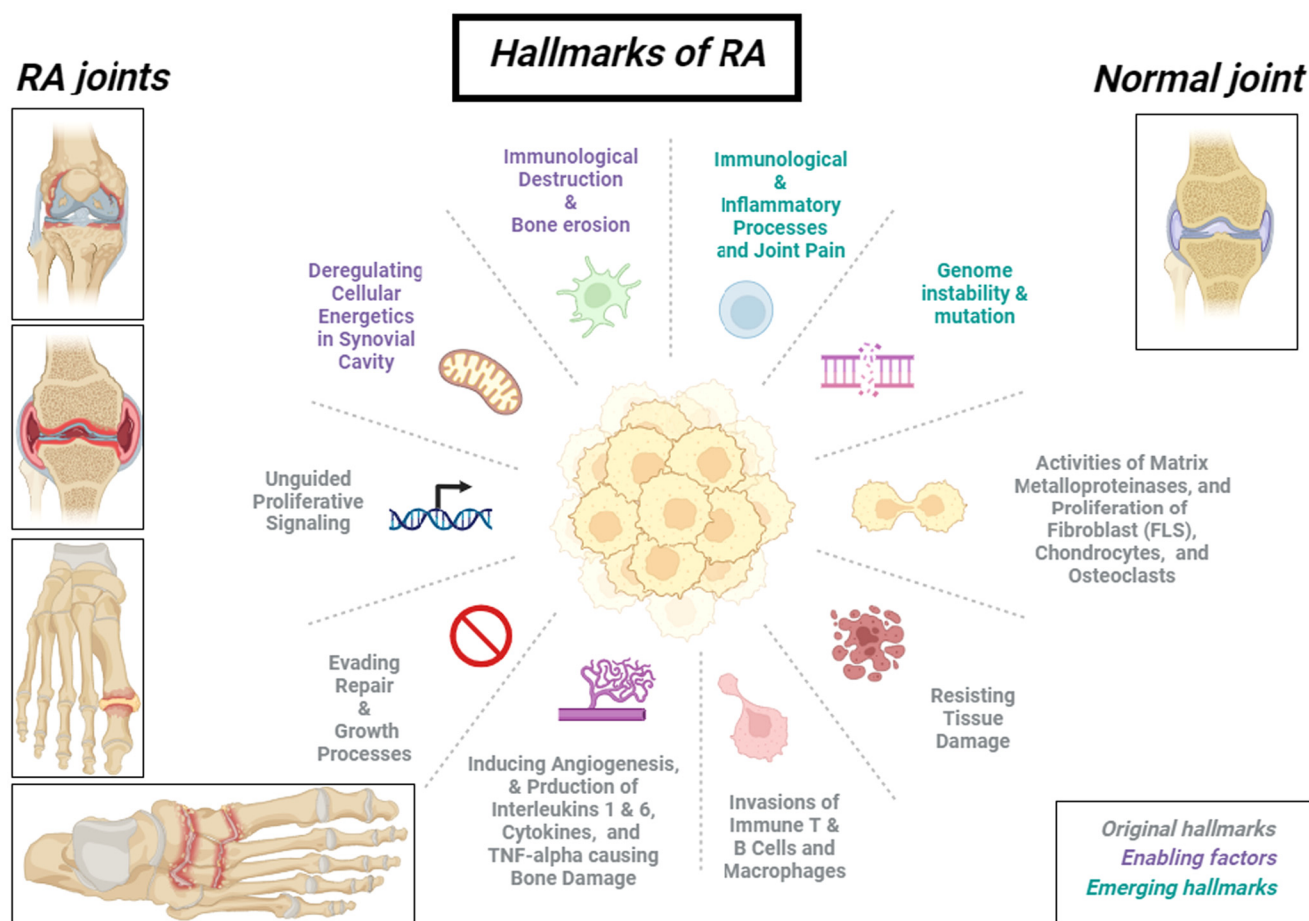 Hallmarks of RA
RA joints
Normal joint
Immunological
Destruction
&
Bone erosion
Immunological
&
Inflammatory
Processes
and Joint Pain
Deregulating
Cellular
Energetics
in Synovial
Cavity
Genome
instability &
mutation
Unguided
Proliferative
Signaling
Activities of Matrix
Metalloproteinases, and
Proliferation of
Fibroblast (FLS),
Chondrocytes, and
Osteoclasts
Evading
Repair
&
Growth
Processes
Resisting
Tissue
Damage
Inducing Angiogenesis,
& Prduction of
Interleukins 1 & 6,
Cytokines, and
TNF-alpha causing
Bone Damage
Invasions of
Immune T &
B Cells and
Macrophages
Original hallmarks
Enabling factors
Emerging hallmarks